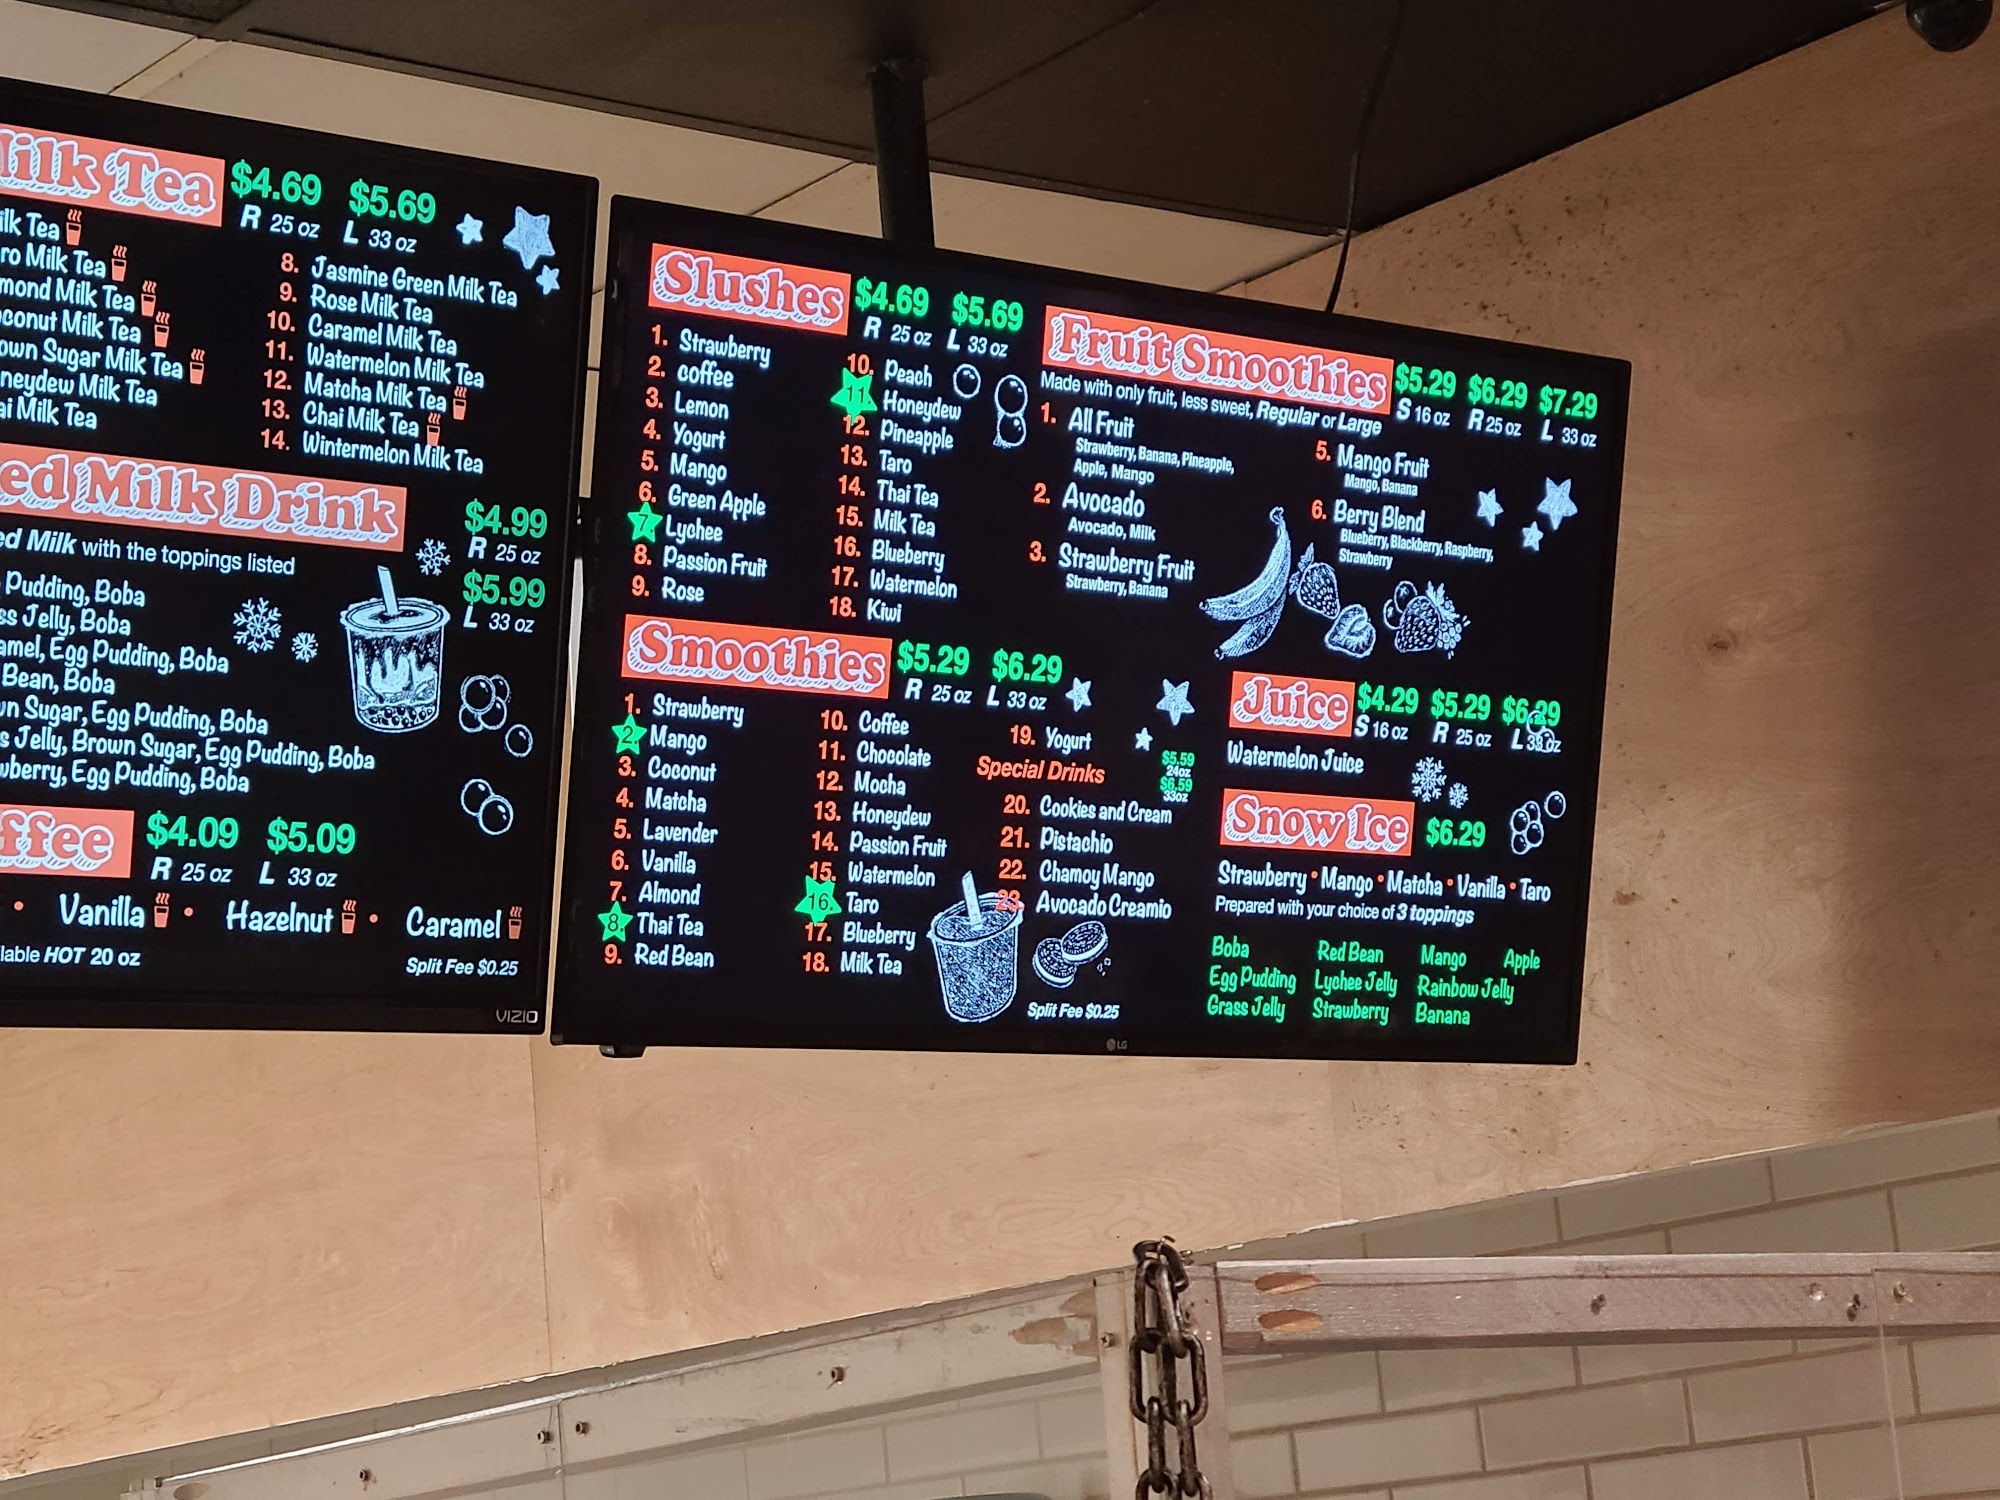 Milk Tea $4.69 $5.69
R 25 oz L 33 oz
ilk Tea
ro Milk Tea
mond Milk Tea
conut Milk Tea
own Sugar Milk Tea
neydew Milk Tea
ai Milk Tea
8. Jasmine Green Milk Tea
9. Rose Milk Tea
10. Caramel Milk Tea
11. Watermelon Milk Tea
12. Matcha Milk Tea
13. Chai Milk Tea
14. Wintermelon Milk Tea
ed Milk Drink
$4.99
R 25 oz
$5.99
L 33 oz
ed Milk with the toppings listed
Pudding, Boba
ss Jelly, Boba
amel, Egg Pudding, Boba
Bean, Boba
wn Sugar, Egg Pudding, Boba
s Jelly, Brown Sugar, Egg Pudding, Boba
wberry, Egg Pudding, Boba
ffee $4.09 $5.09
R 25 oz L 33 oz
• Vanilla • Hazelnut • Caramel
lable HOT 20 oz
Split Fee $0.25
VIZIO
Slushes $4.69 $5.69
R 25 oz L 33 oz
1. Strawberry
2. coffee
3. Lemon
4. Yogurt
5. Mango
6. Green Apple
7 Lychee
8. Passion Fruit
9. Rose
10. Peach
11. Honeydew
12. Pineapple
13. Taro
14. Thai Tea
15. Milk Tea
16. Blueberry
17. Watermelon
18. Kiwi
Smoothies $5.29 $6.29
R 25 oz L 33 oz
1. Strawberry
2. Mango
3. Coconut
4. Matcha
5. Lavender
6. Vanilla
7. Almond
8. Thai Tea
9. Red Bean
10. Coffee
11. Chocolate
12. Mocha
13. Honeydew
14. Passion Fruit
15. Watermelon
16. Taro
17. Blueberry
18. Milk Tea
19. Yogurt
Special Drinks
$5.59
24oz
$6.59
33oz
20. Cookies and Cream
21. Pistachio
22. Chamoy Mango
23. Avocado Creamio
Split Fee $0.25
Fruit Smoothies $5.29 $6.29 $7.29
S 16 oz R 25 oz L 33 oz
Made with only fruit, less sweet, Regular or Large
1. All Fruit
Strawberry, Banana, Pineapple,
Apple, Mango
2. Avocado
Avocado, Milk
3. Strawberry Fruit
Strawberry, Banana
5. Mango Fruit
Mango, Banana
6. Berry Blend
Blueberry, Blackberry, Raspberry,
Strawberry
Juice $4.29 $5.29 $6.29
S 16 oz R 25 oz L 33 oz
Watermelon Juice
Snow Ice $6.29
Strawberry • Mango • Matcha • Vanilla • Taro
Prepared with your choice of 3 toppings
Boba Red Bean Mango Apple
Egg Pudding Lychee Jelly Rainbow Jelly
Grass Jelly Strawberry Banana
LG